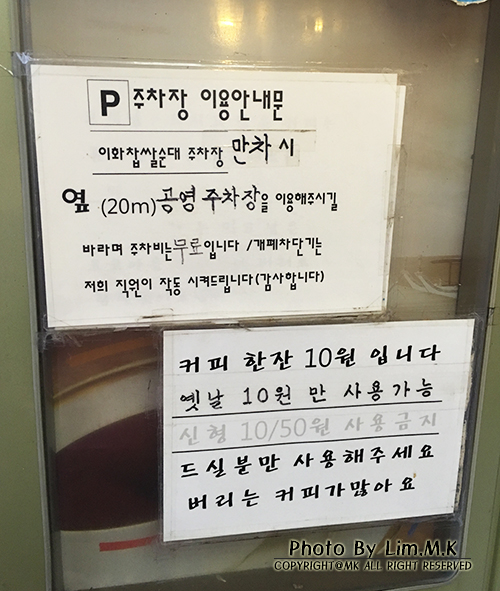 P 주차장 이용안내문
이화찹쌀순대 주차장 만차 시
옆 (20m)공영주차장을 이용해주시길
바라며 주차비는무료입니다 /개폐차단기는
저희 직원이 작동 시켜드립니다(감사합니다)
커피 한잔 10원 입니다
옛날 10원 만 사용가능
신형 10/50원 사용금지
드실분만 사용해주세요
버리는 커피가많아요
Photo By Lim.M.K
COPYRIGHT@MK ALL RIGHT RESERVED